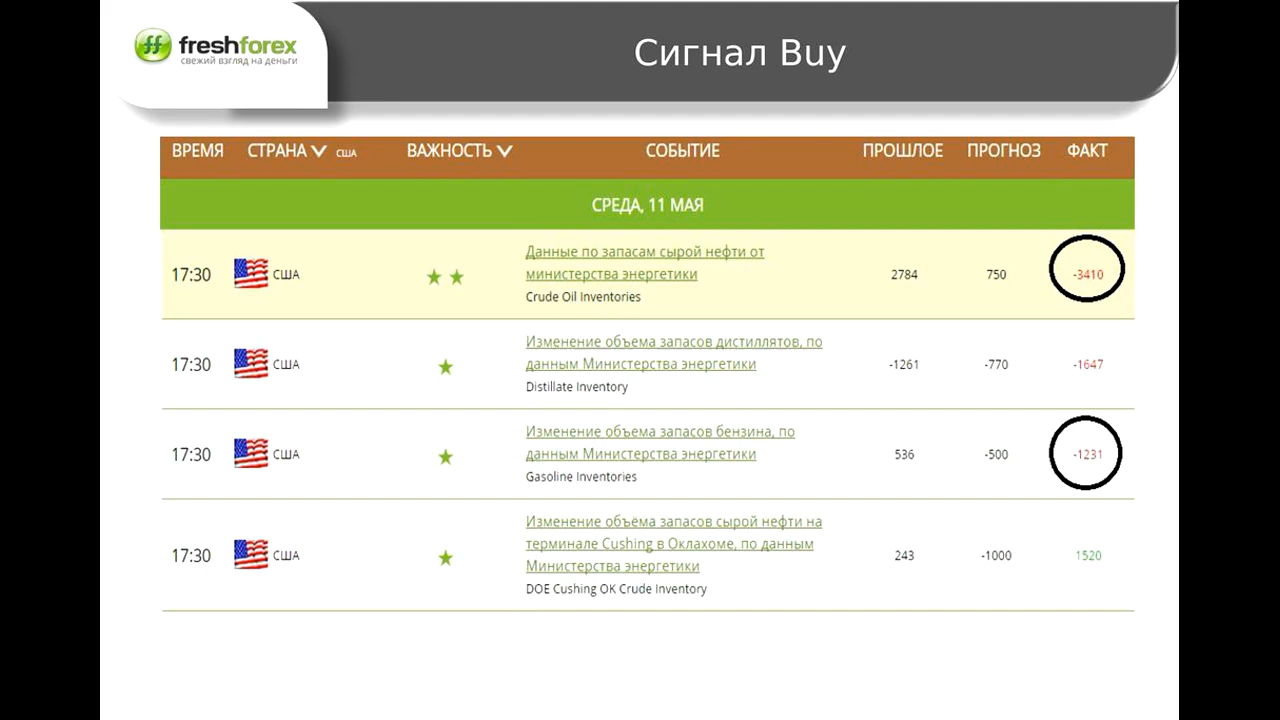 freshforex
свежий взгляд на деньги
Сигнал Buy
ВРЕМЯ СТРАНА США ВАЖНОСТЬ СОБЫТИЕ ПРОШЛОЕ ПРОГНОЗ ФАКТ
СРЕДА, 11 МАЯ
Данные по запасам сырой нефти от
17:30 США министерства энергетики 2784 750 -3410
Crude Oil Inventories
Изменение объема запасов дистиллятов, по
17:30 США данным Министерства энергетики -1261 -770 -1647
Distillate Inventory
Изменение объема запасов бензина, по
17:30 США данным Министерства энергетики 536 -500 -1231
Gasoline Inventories
Изменение объёма запасов сырой нефти на
терминале Cushing в Оклахоме, по данным
17:30 США Министерства энергетики 243 -1000 1520
DOE Cushing OK Crude Inventory